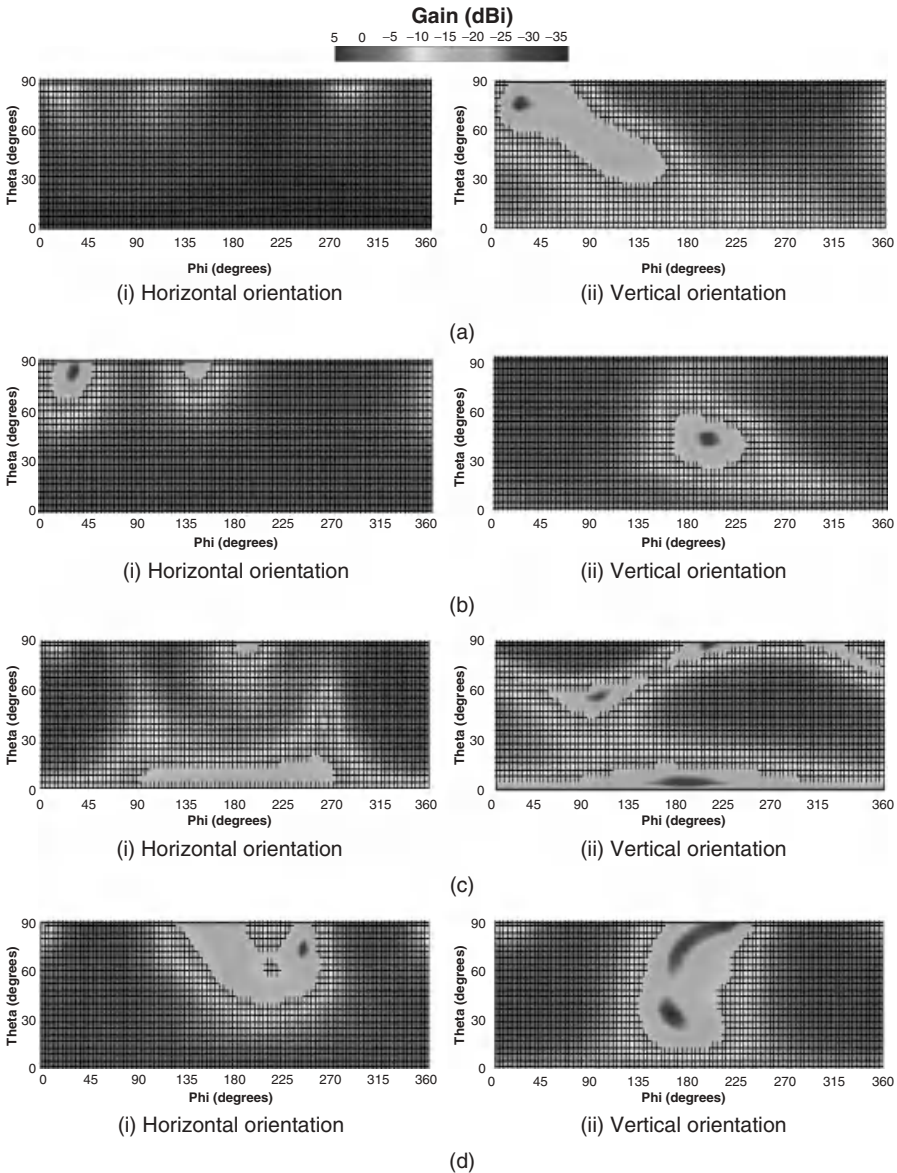 Gain (dBi)
5 0 −5 −10 −15 −20 −25 −30 −35
90
60
30
0
Theta (degrees)
0 45 90 135 180 225 270 315 360
Phi (degrees)
(i) Horizontal orientation
90
60
30
0
Theta (degrees)
0 45 90 135 180 225 270 315 360
Phi (degrees)
(ii) Vertical orientation
(a)
90
60
30
0
Theta (degrees)
0 45 90 135 180 225 270 315 360
Phi (degrees)
(i) Horizontal orientation
90
60
30
0
Theta (degrees)
0 45 90 135 180 225 270 315 360
Phi (degrees)
(ii) Vertical orientation
(b)
90
60
30
0
Theta (degrees)
0 45 90 135 180 225 270 315 360
Phi (degrees)
(i) Horizontal orientation
90
60
30
0
Theta (degrees)
0 45 90 135 180 225 270 315 360
Phi (degrees)
(ii) Vertical orientation
(c)
90
60
30
0
Theta (degrees)
0 45 90 135 180 225 270 315 360
Phi (degrees)
(i) Horizontal orientation
90
60
30
0
Theta (degrees)
0 45 90 135 180 225 270 315 360
Phi (degrees)
(ii) Vertical orientation
(d)